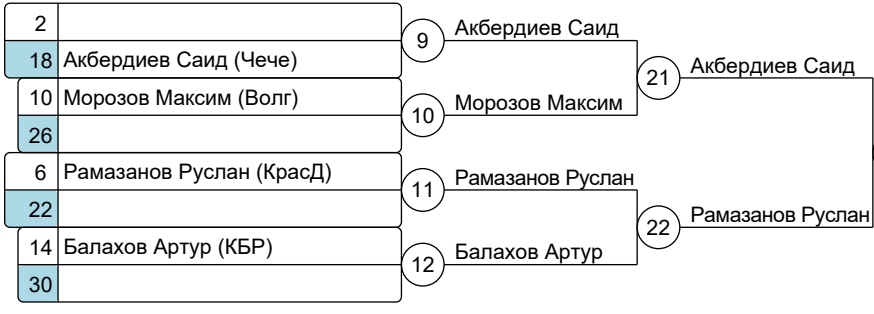 2
18 Акбердиев Саид (Чече)
10 Морозов Максим (Волг)
26
6 Рамазанов Руслан (КрасД)
22
14 Балахов Артур (КБР)
30
9 Акбердиев Саид
10 Морозов Максим
11 Рамазанов Руслан
12 Балахов Артур
21 Акбердиев Саид
22 Рамазанов Руслан